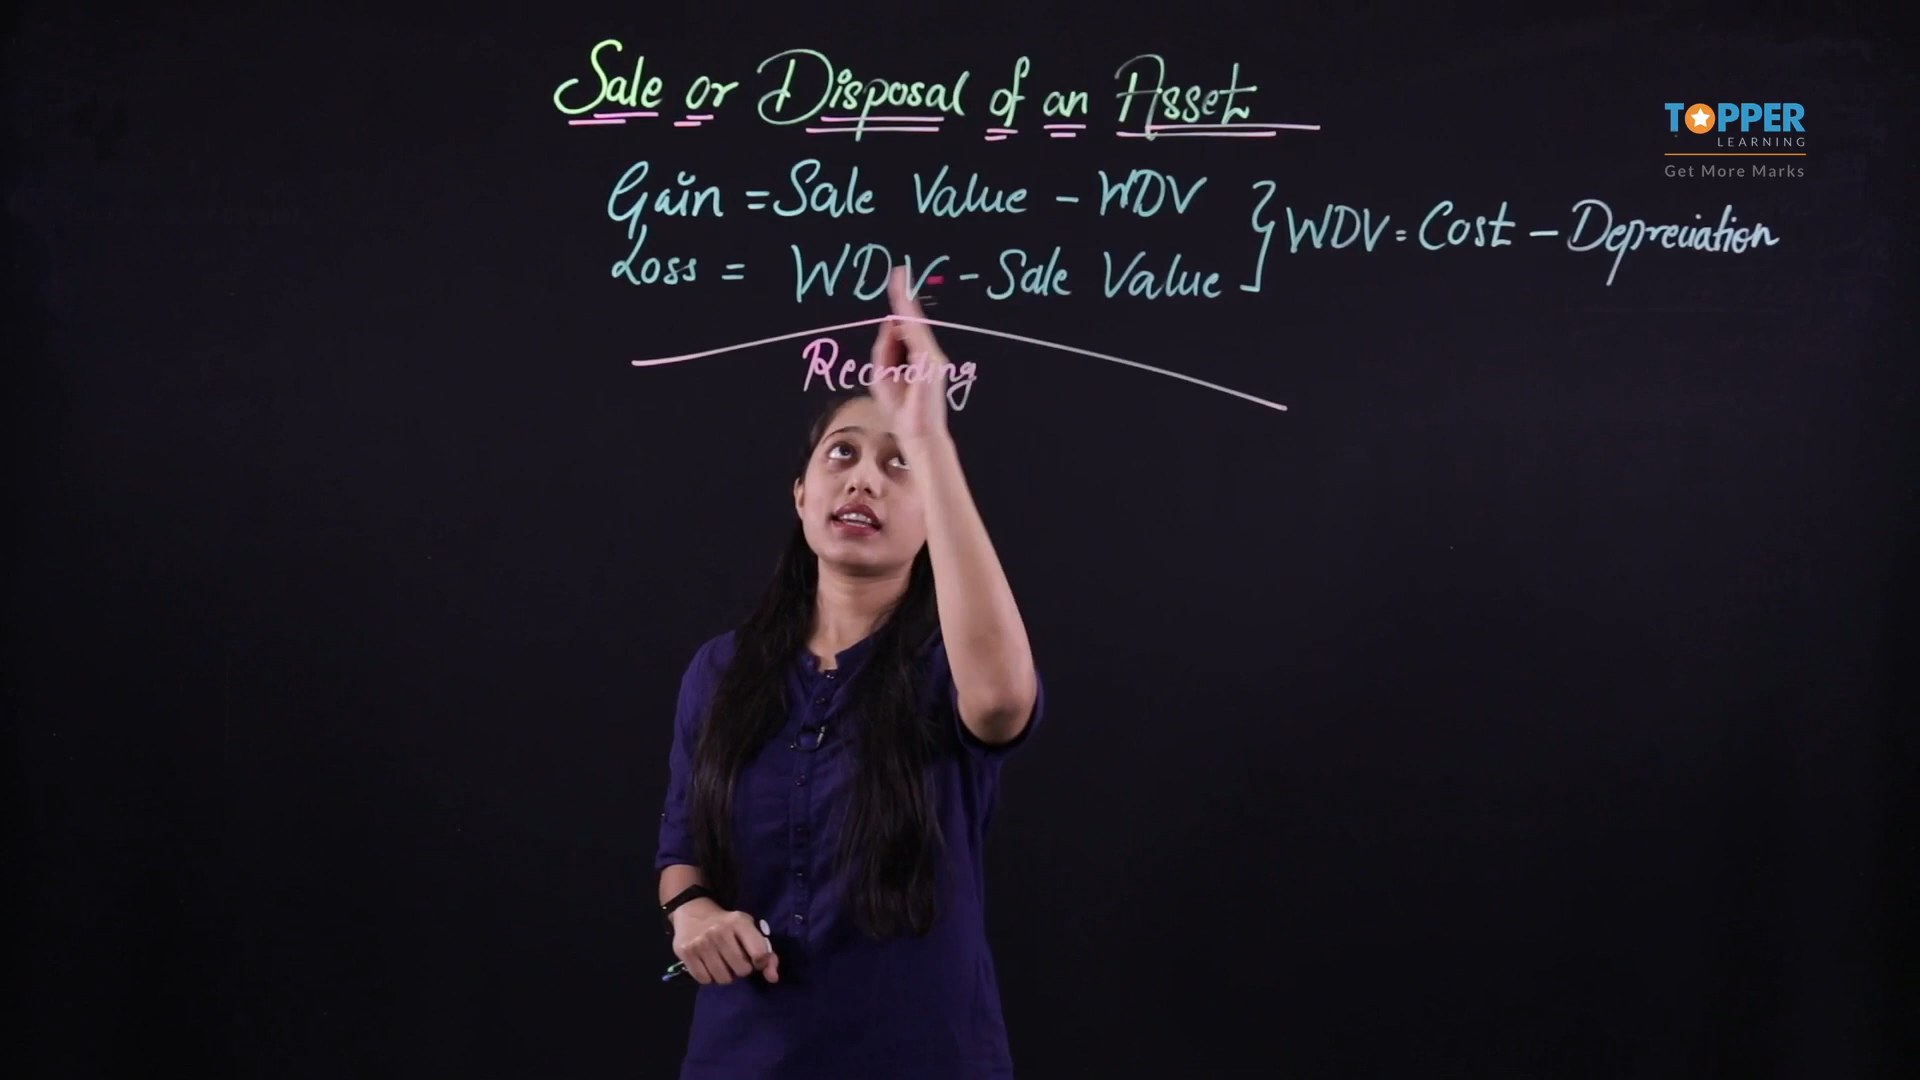 Sale or Disposal of an Asset
TOPPER
LEARNING
Get More Marks
Gain = Sale Value - WDV
Loss = WDV - Sale Value
} WDV = Cost - Depreciation
Recording